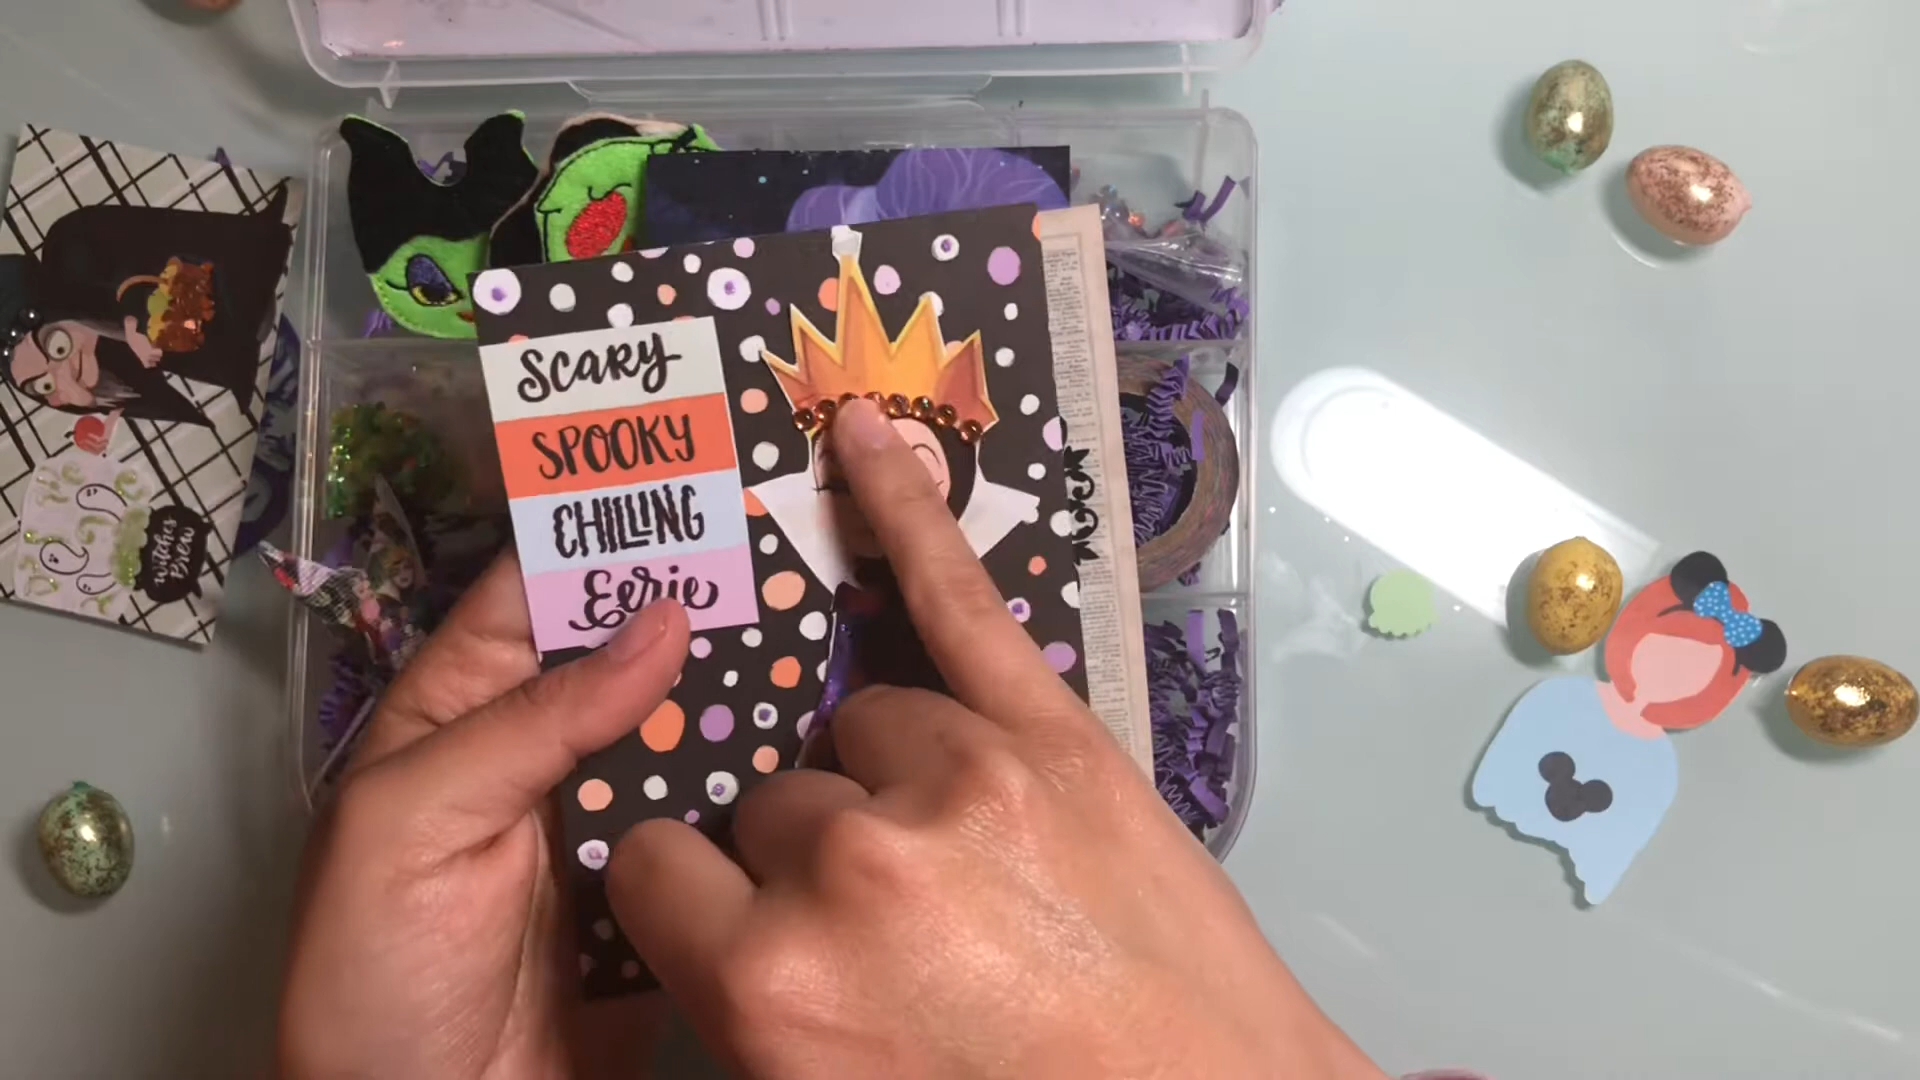 Scary
SPOOKY
CHILLING
Eerie
witches
Brew